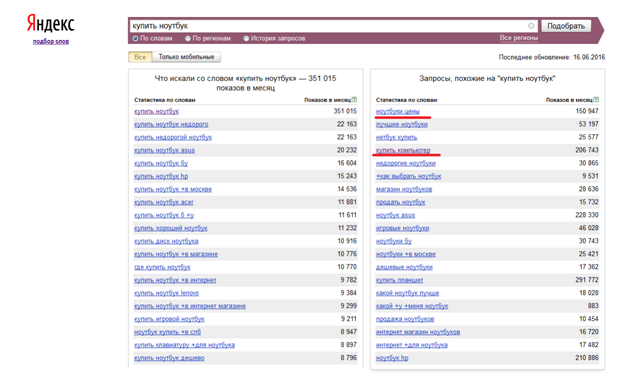 Яндекс
подбор слов
купить ноутбук
Подобрать
По словам По регионам История запросов Все регионы
Все Только мобильные Последнее обновление: 16.06.2016
Что искали со словом «купить ноутбук» — 351 015
показов в месяц
Статистика по словам Показов в месяц ?
купить ноутбук 351 015
купить ноутбук недорого 22 163
купить недорогой ноутбук 22 163
купить ноутбук asus 20 232
купить ноутбук бу 16 604
купить ноутбук hp 15 243
купить ноутбук +в москве 14 536
купить ноутбук acer 11 881
купить ноутбук б +у 11 611
купить хороший ноутбук 11 232
купить диск ноутбука 10 916
купить ноутбук +в магазине 10 776
где купить ноутбук 10 770
купить ноутбук +в интернет 9 782
купить ноутбук lenovo 9 384
купить ноутбук +в интернет магазине 9 299
купить игровой ноутбук 9 211
ноутбук купить +в спб 8 947
купить клавиатуру +для ноутбука 8 897
купить ноутбук дешево 8 796
Запросы, похожие на "купить ноутбук"
Статистика по словам Показов в месяц ?
ноутбуки цены 150 947
лучшие ноутбуки 53 197
нетбук купить 25 577
купить компьютер 206 743
недорогие ноутбуки 30 865
+как выбрать ноутбук 9 531
магазин ноутбуков 28 636
продать ноутбук 15 732
ноутбук asus 228 330
игровые ноутбуки 46 028
ноутбуки бу 30 743
ноутбуки +в москве 25 421
дешевые ноутбуки 17 362
купить планшет 291 772
какой ноутбук лучше 18 028
какой +у +меня ноутбук 883
продажа ноутбуков 10 454
интернет магазин ноутбуков 16 720
интернет +для ноутбука 17 482
ноутбук hp 210 886